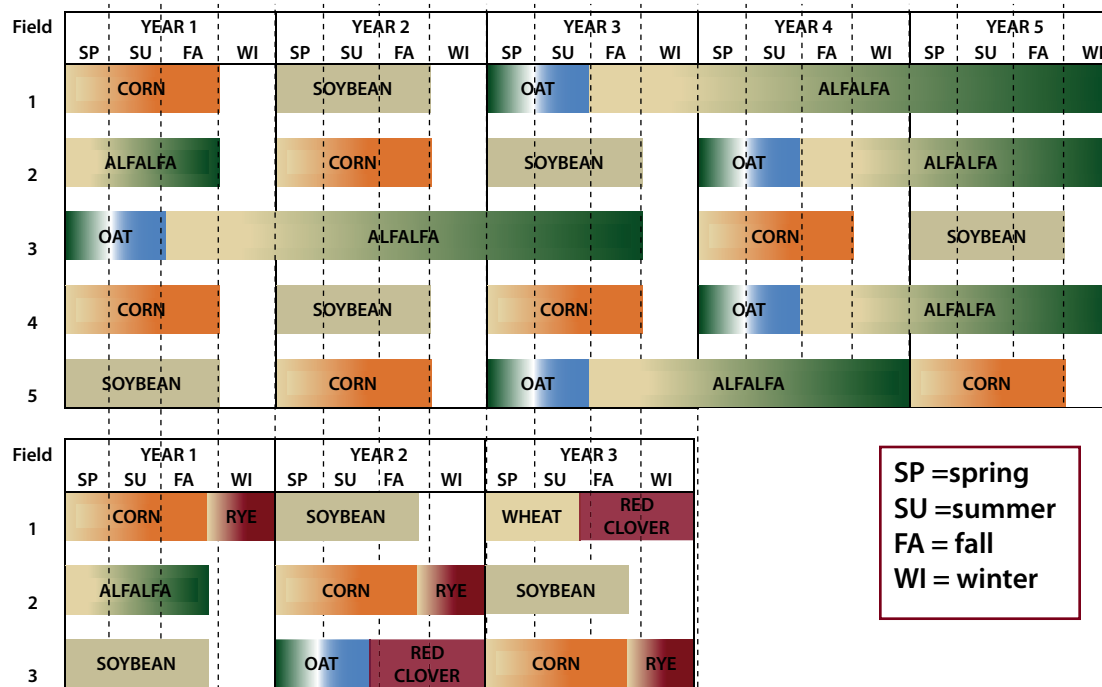 Field YEAR 1 YEAR 2 YEAR 3 YEAR 4 YEAR 5
SP SU FA WI SP SU FA WI SP SU FA WI SP SU FA WI SP SU FA WI
1 CORN SOYBEAN OAT ALFALFA
2 ALFALFA CORN SOYBEAN OAT ALFALFA
3 OAT ALFALFA CORN SOYBEAN
4 CORN SOYBEAN CORN OAT ALFALFA
5 SOYBEAN CORN OAT ALFALFA CORN
Field YEAR 1 YEAR 2 YEAR 3
SP SU FA WI SP SU FA WI SP SU FA WI
1 CORN RYE SOYBEAN WHEAT RED CLOVER
2 ALFALFA CORN RYE SOYBEAN
3 SOYBEAN OAT RED CLOVER CORN RYE
SP =spring
SU =summer
FA = fall
WI = winter